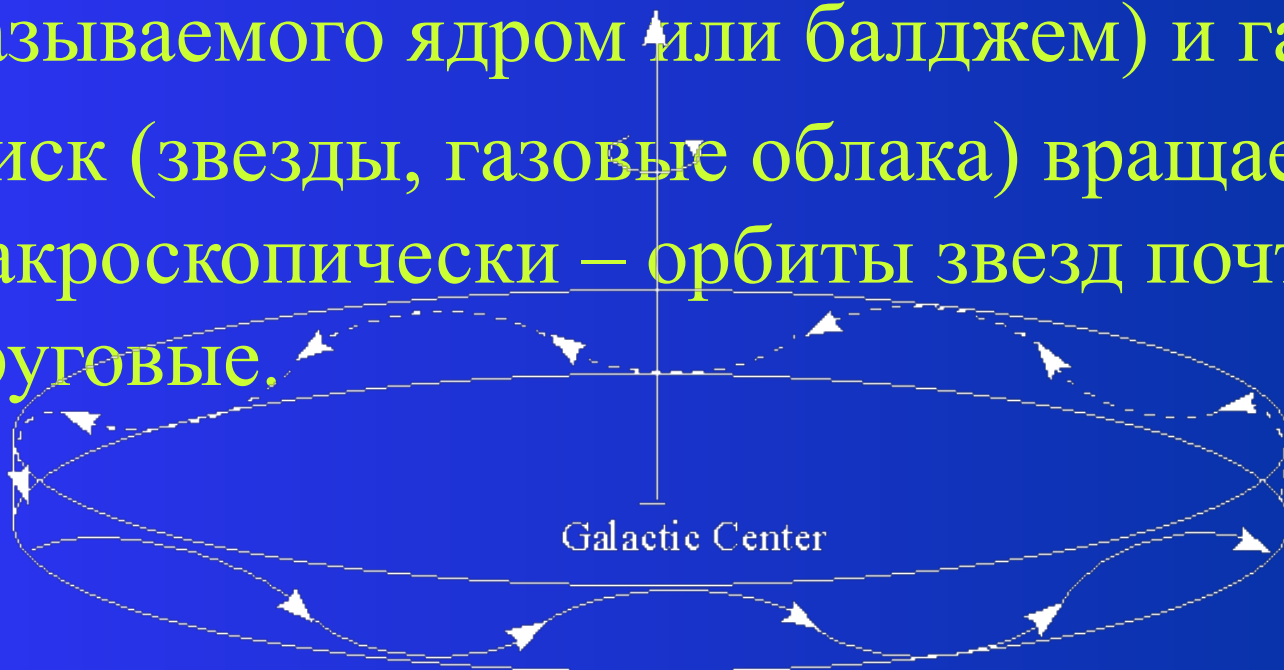 азываемого ядром или балджем) и га
иск (звезды, газовые облака) вращае
акроскопически – орбиты звезд почт
руговые.
Galactic Center